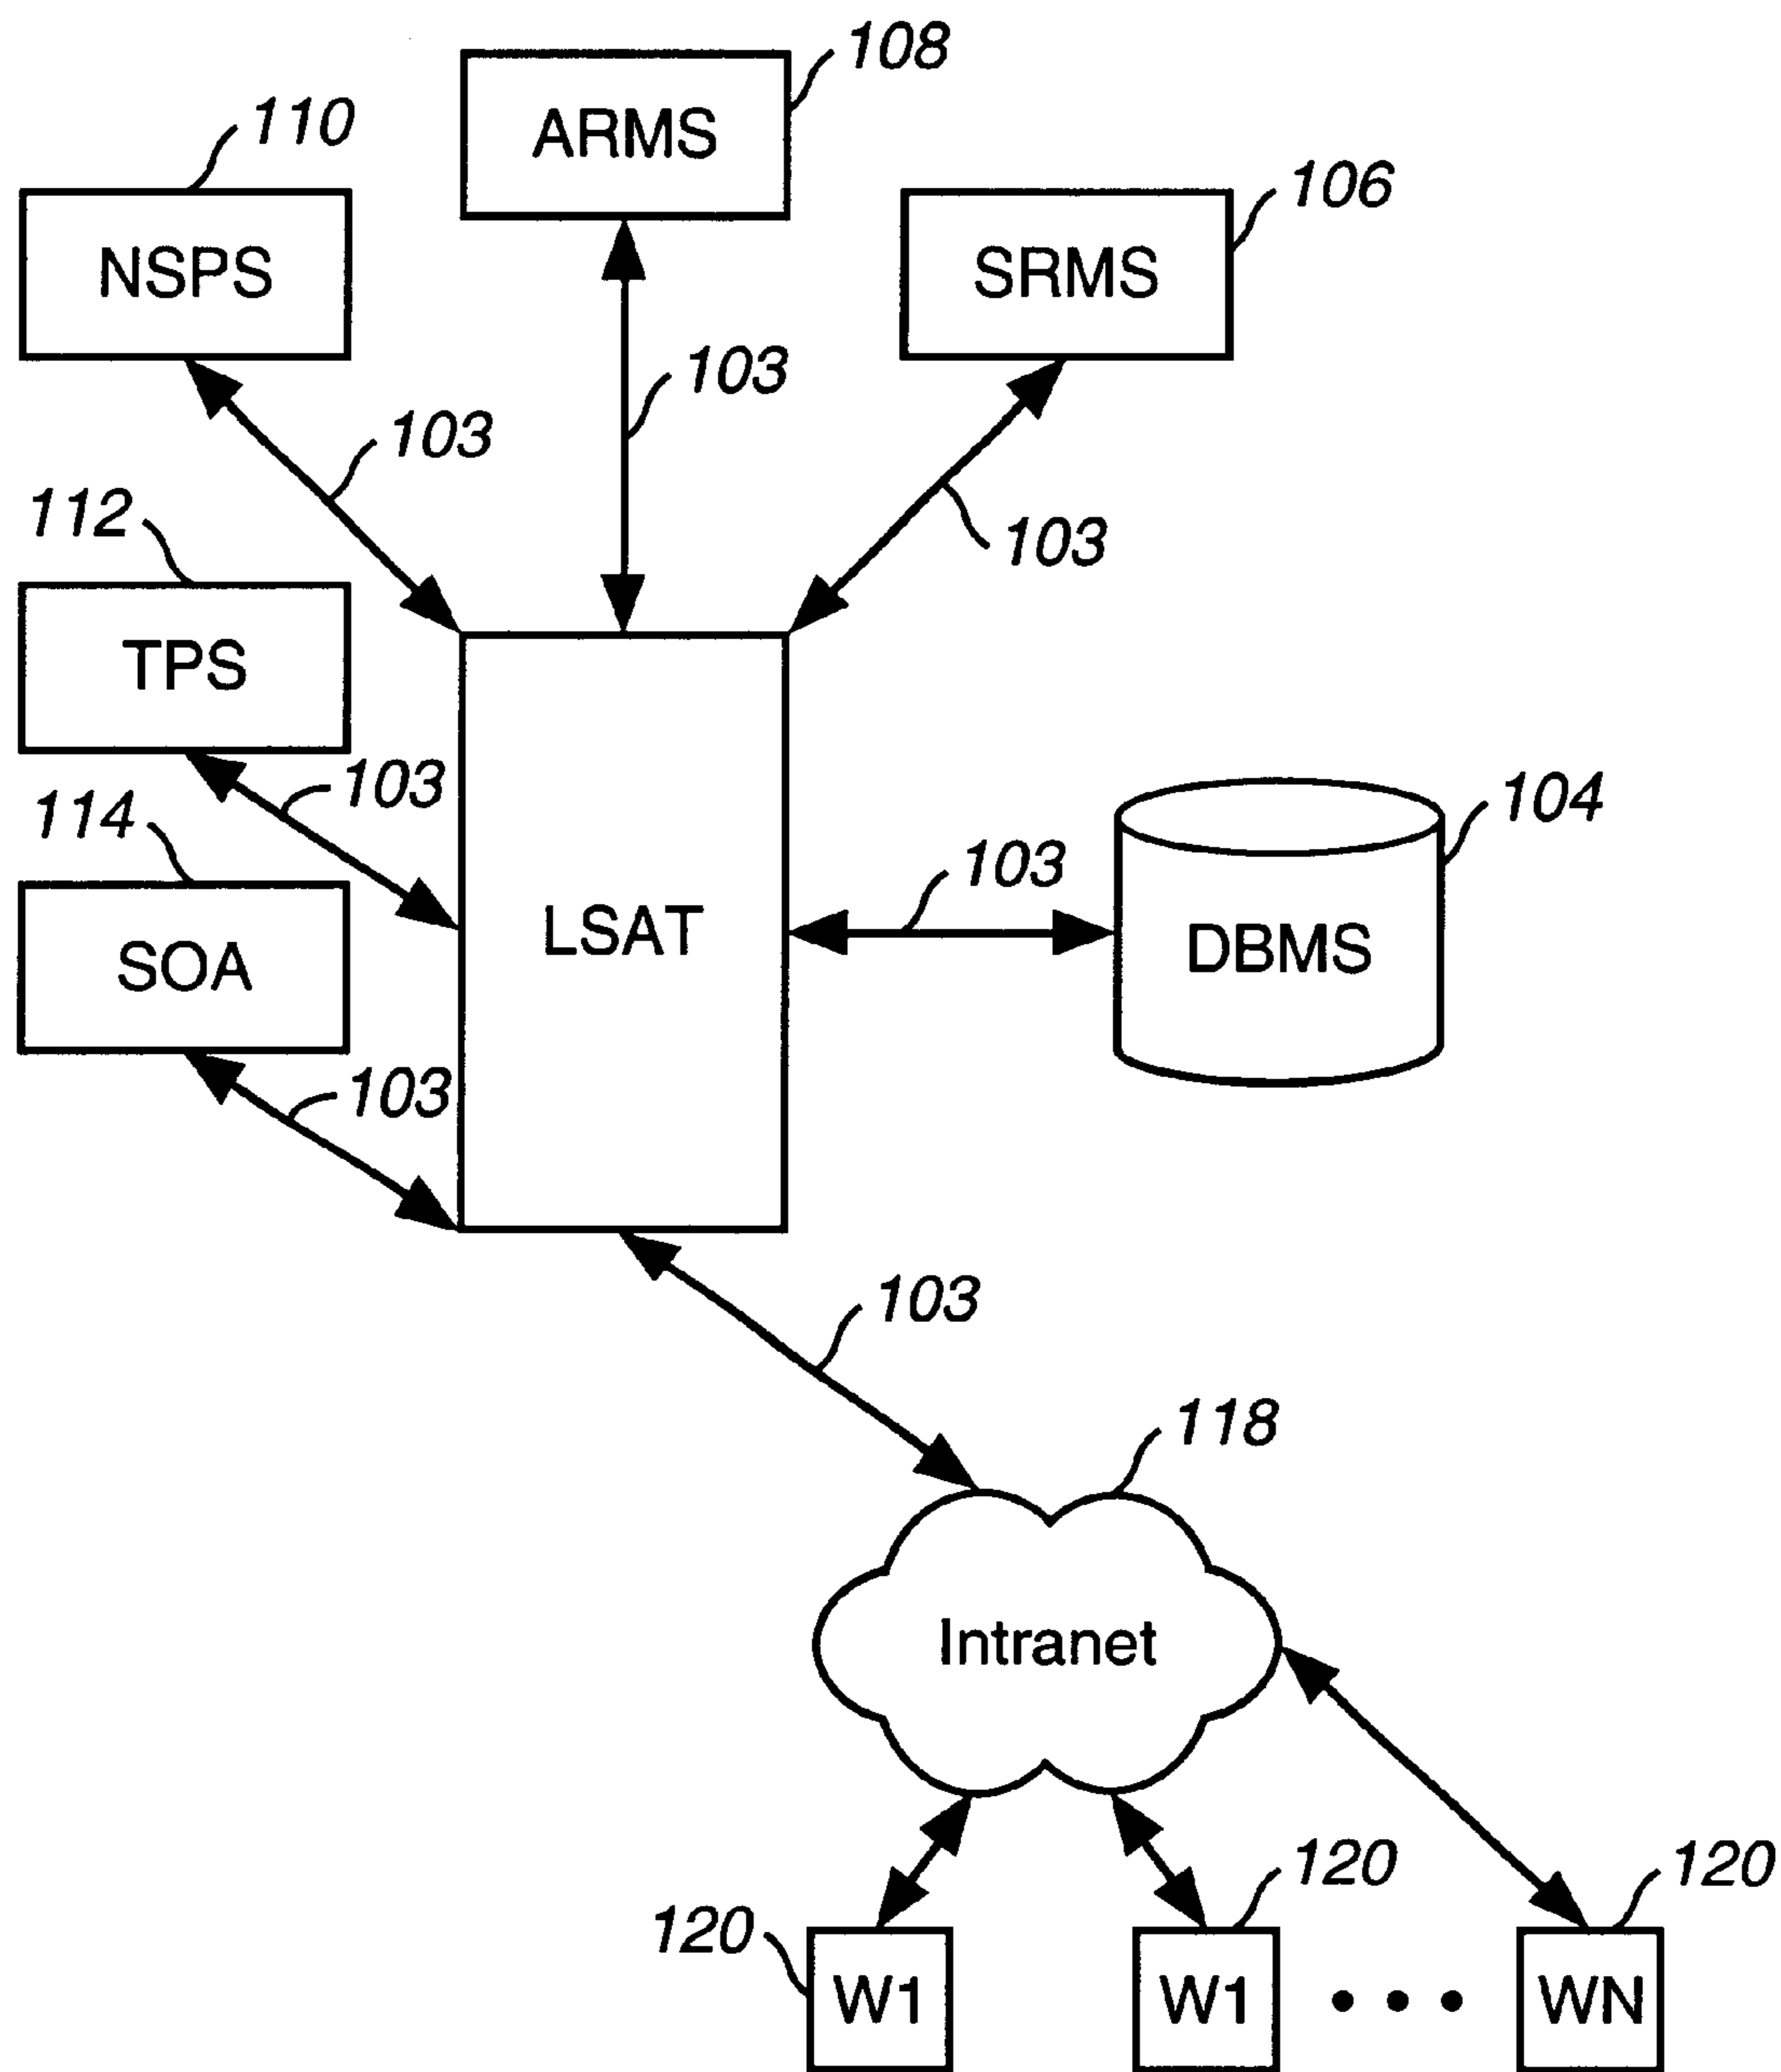 108
ARMS
110
NSPS
106
SRMS
103
103
103
112
TPS
103
114
SOA
103
LSAT
103
104
DBMS
103
118
Intranet
120
W1
120
W1
120
WN